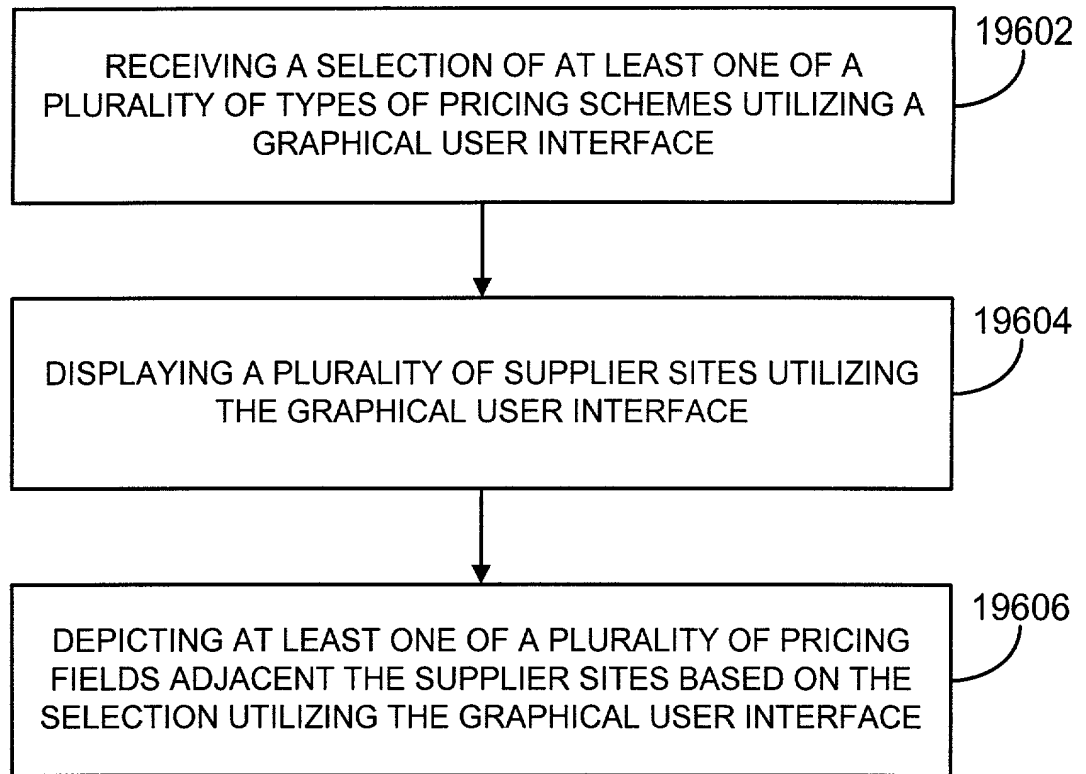 19602
RECEIVING A SELECTION OF AT LEAST ONE OF A
PLURALITY OF TYPES OF PRICING SCHEMES UTILIZING A
GRAPHICAL USER INTERFACE
19604
DISPLAYING A PLURALITY OF SUPPLIER SITES UTILIZING
THE GRAPHICAL USER INTERFACE
19606
DEPICTING AT LEAST ONE OF A PLURALITY OF PRICING
FIELDS ADJACENT THE SUPPLIER SITES BASED ON THE
SELECTION UTILIZING THE GRAPHICAL USER INTERFACE